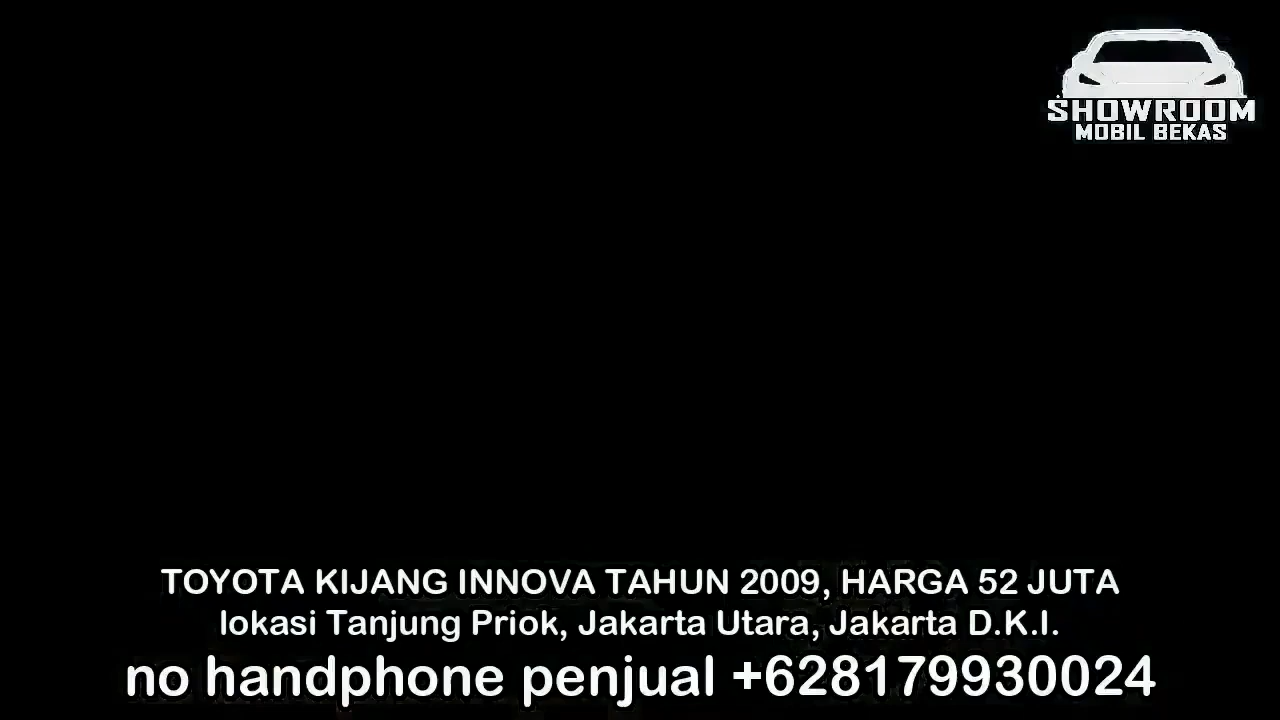 SHOWROOM
MOBIL BEKAS
TOYOTA KIJANG INNOVA TAHUN 2009, HARGA 52 JUTA
lokasi Tanjung Priok, Jakarta Utara, Jakarta D.K.I.
no handphone penjual +628179930024